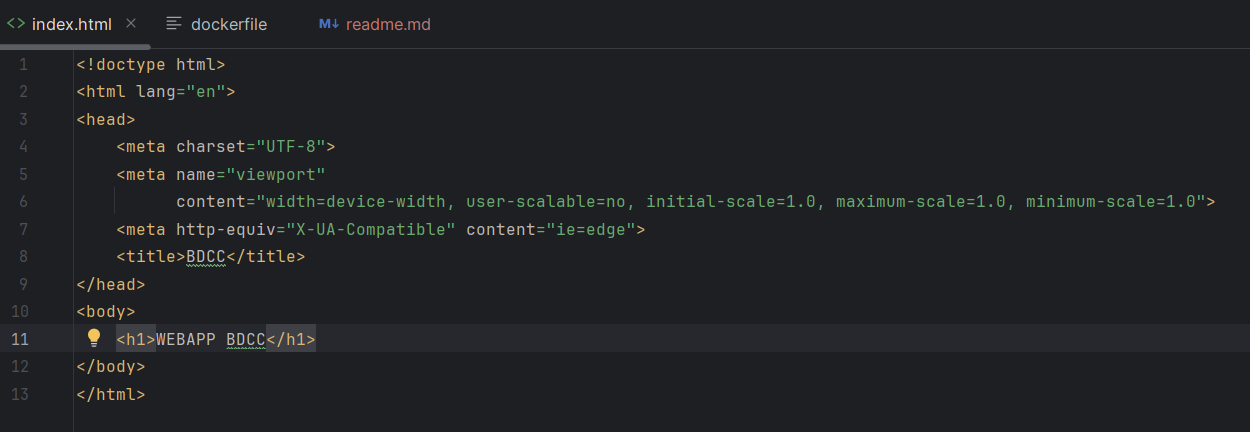 <> index.html × dockerfile M↓ readme.md
1 <!doctype html>
2 <html lang="en">
3 <head>
4     <meta charset="UTF-8">
5     <meta name="viewport"
6           content="width=device-width, user-scalable=no, initial-scale=1.0, maximum-scale=1.0, minimum-scale=1.0">
7     <meta http-equiv="X-UA-Compatible" content="ie=edge">
8     <title>BDCC</title>
9 </head>
10 <body>
11     <h1>WEBAPP BDCC</h1>
12 </body>
13 </html>